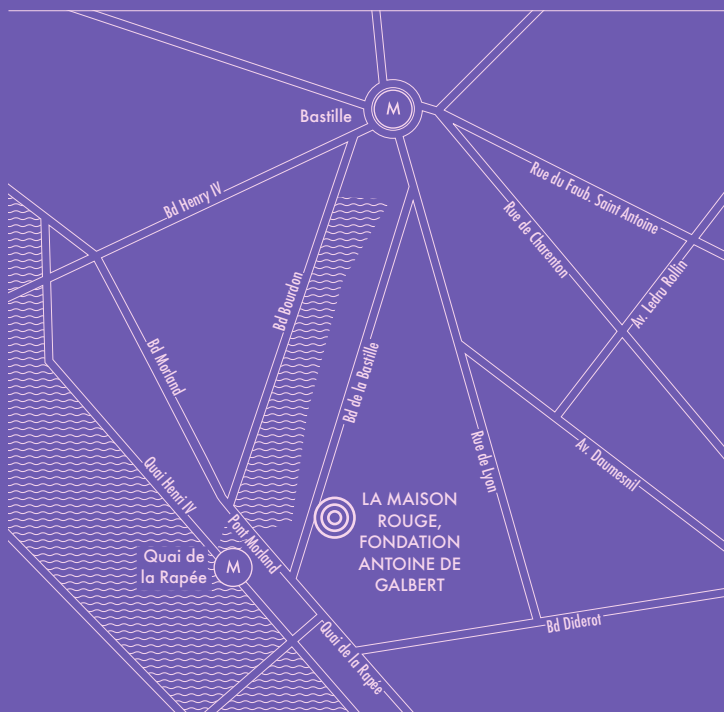 M
Bastille
Rue du Faub. Saint Antoine
Bd Henry IV
Rue de Charenton
Av. Ledru Rollin
Bd Bourdon
Bd Morland
Bd de la Bastille
Rue de Lyon
Av. Daumesnil
Quai Henri IV
LA MAISON
ROUGE,
FONDATION
ANTOINE DE
GALBERT
Pont Morland
Quai de
la Rapée
M
Bd Diderot
Quai de la Rapée